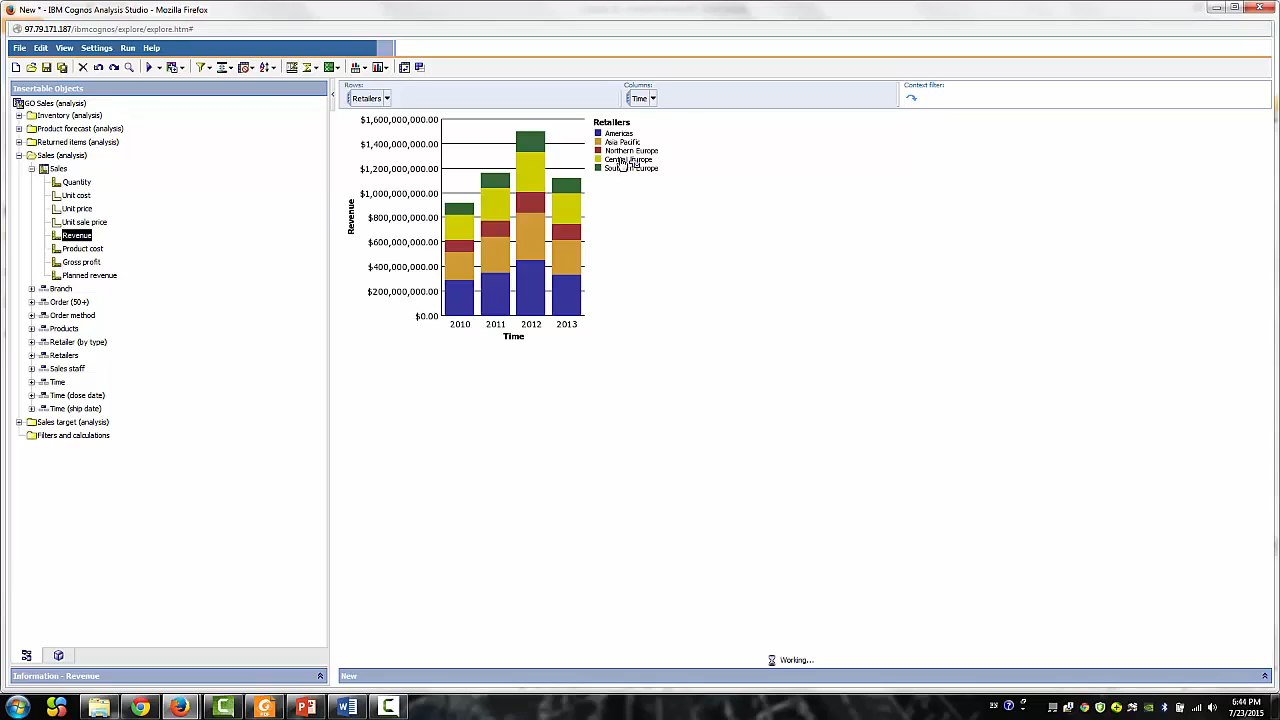 New * - IBM Cognos Analysis Studio - Mozilla Firefox
97.79.171.187/ibmcognos/explore/explore.htm#
File Edit View Settings Run Help
Insertable Objects
GO Sales (analysis)
Inventory (analysis)
Product forecast (analysis)
Returned items (analysis)
Sales (analysis)
Sales
Quantity
Unit cost
Unit price
Unit sale price
Revenue
Product cost
Gross profit
Planned revenue
Branch
Order (50+)
Order method
Products
Retailer (by type)
Retailers
Sales staff
Time
Time (close date)
Time (ship date)
Sales target (analysis)
Filters and calculations
Information - Revenue
Rows:
Retailers
Columns:
Time
Context filter:
$1,600,000,000.00
$1,400,000,000.00
$1,200,000,000.00
$1,000,000,000.00
$800,000,000.00
$600,000,000.00
$400,000,000.00
$200,000,000.00
$0.00
Revenue
2010 2011 2012 2013
Time
Retailers
Americas
Asia Pacific
Northern Europe
Central Europe
Southern Europe
Working...
New
6:44 PM
7/23/2015